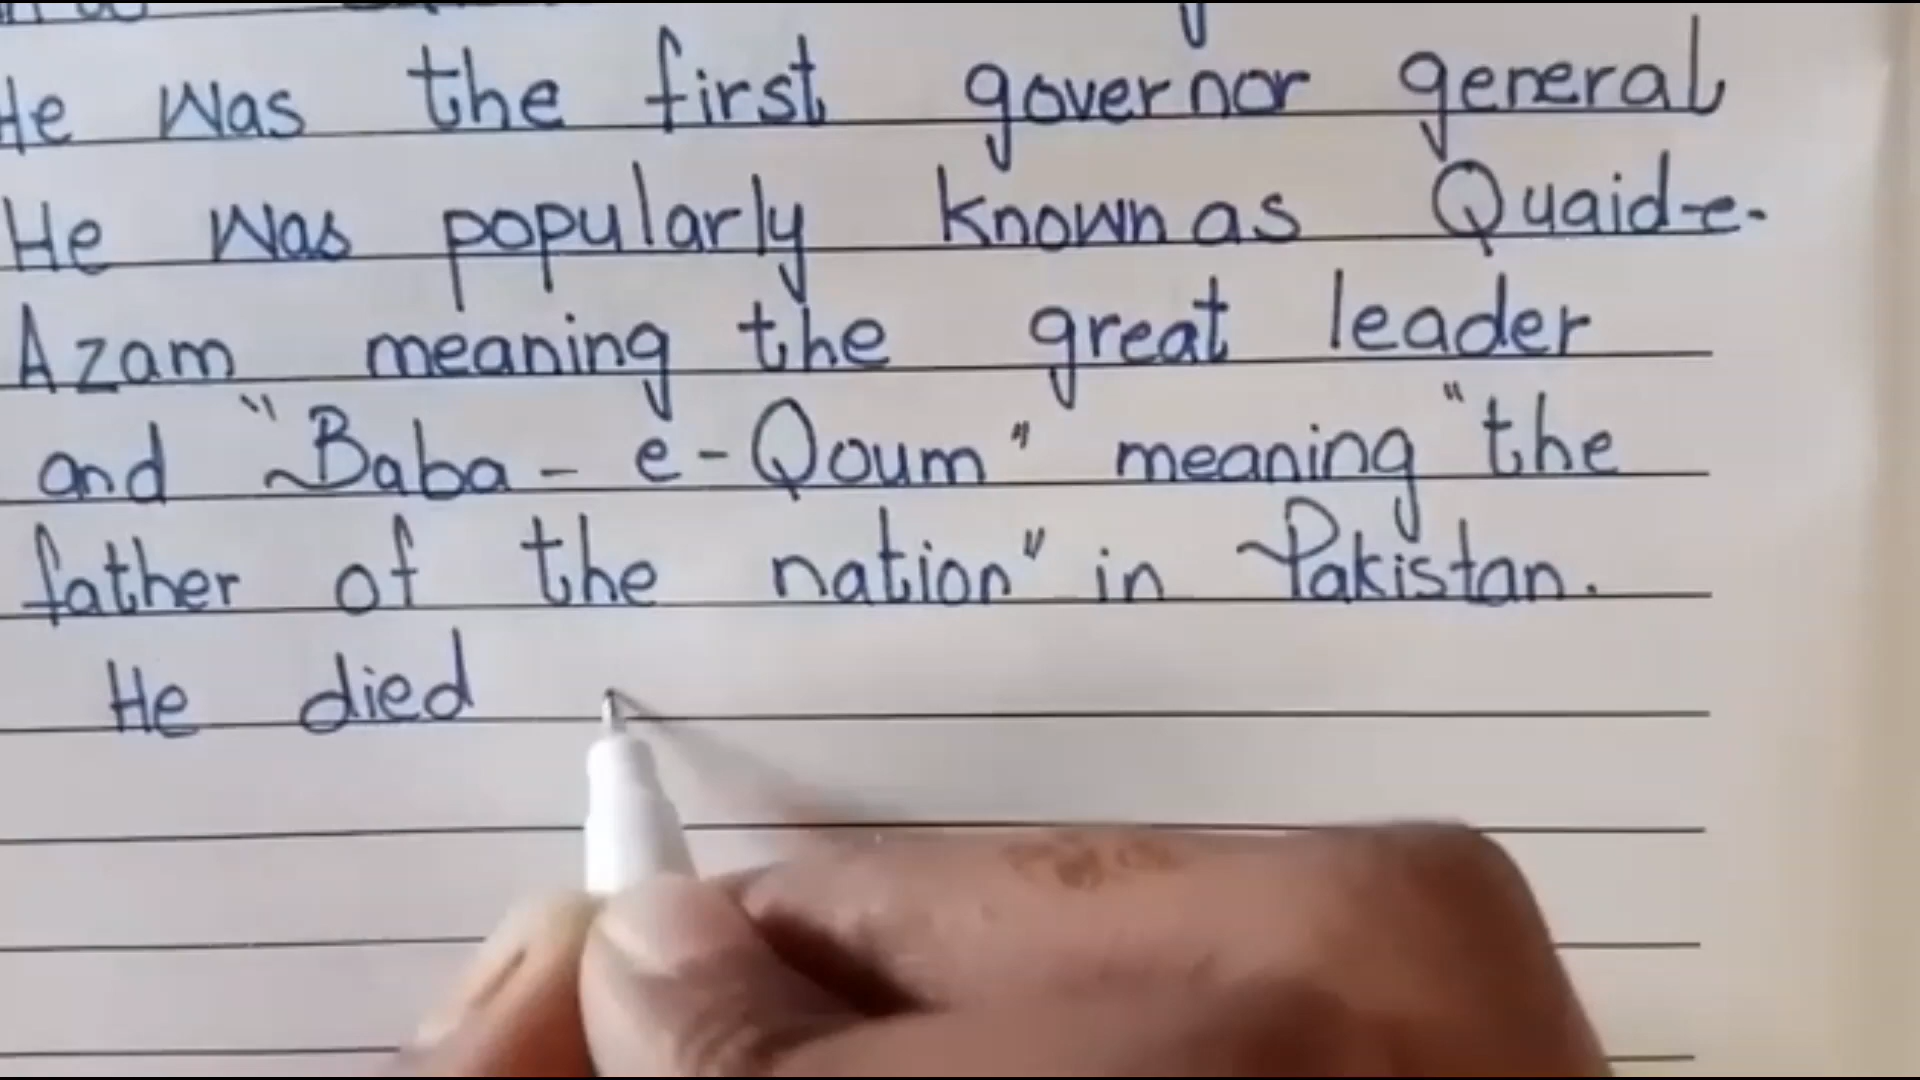 He was the first governor general
He was popularly known as Quaid-e-
Azam meaning the great leader
and "Baba-e-Qoum" meaning "the
father of the nation" in Pakistan.
He died